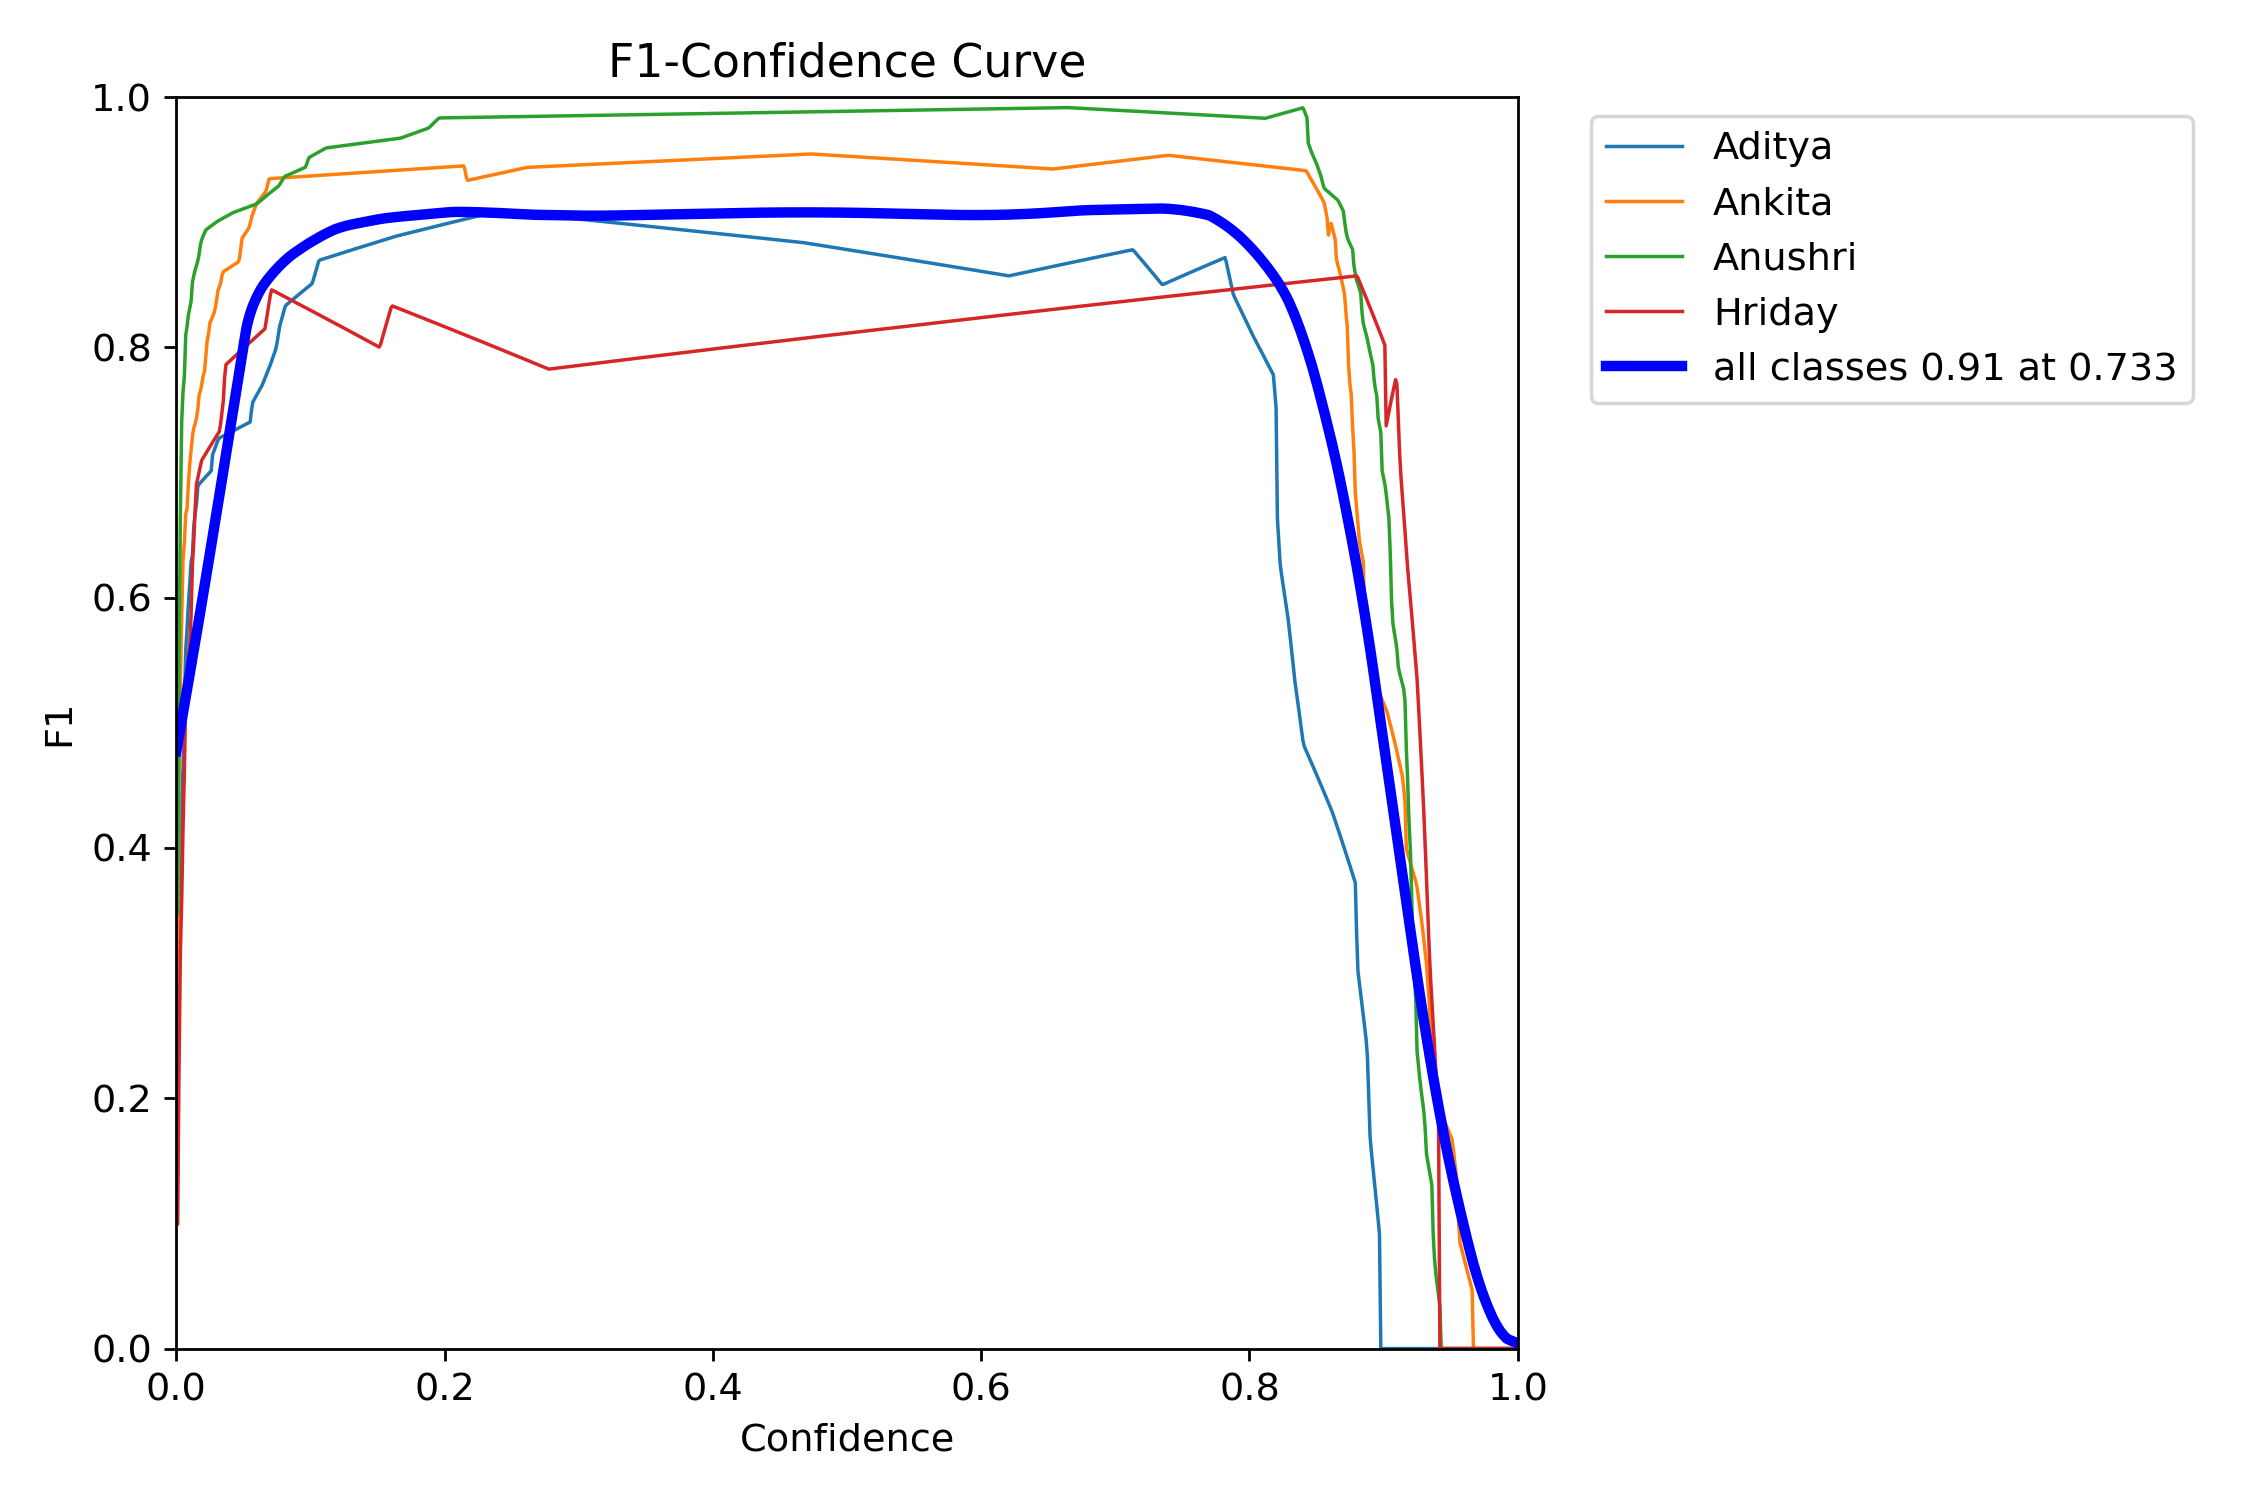 F1-Confidence Curve
1.0
0.8
0.6
0.4
0.2
0.0
F1
0.0 0.2 0.4 0.6 0.8 1.0
Confidence
Aditya
Ankita
Anushri
Hriday
all classes 0.91 at 0.733